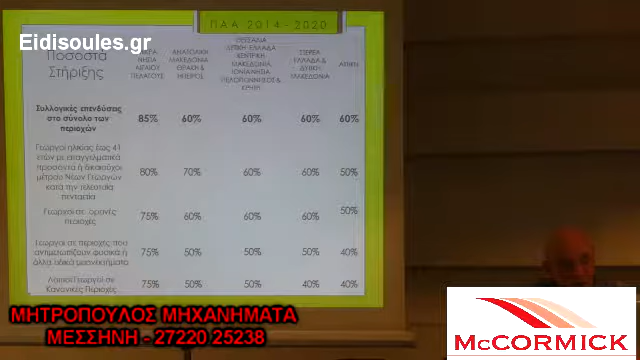 ΠΑΑ 2014 - 2020
Eidisoules.gr
Ποσοστά
Στήριξης
ΜΙΚΡΑ
ΝΗΣΙΑ
ΑΙΓΑΙΟΥ
ΠΕΛΑΓΟΥΣ
ΑΝΑΤΟΛΙΚΗ
ΜΑΚΕΔΟΝΙΑ
ΘΡΑΚΗ &
ΗΠΕΙΡΟΣ
ΘΕΣΣΑΛΙΑ
ΔΥΤΙΚΗ ΕΛΛΑΔΑ
ΚΕΝΤΡΙΚΗ
ΜΑΚΕΔΟΝΙΑ
ΙΟΝΙΑ ΝΗΣΙΑ
ΠΕΛΟΠΟΝΝΗΣΟΣ &
ΚΡΗΤΗ
ΣΤΕΡΕΑ
ΕΛΛΑΔΑ &
ΔΥΤΙΚΗ
ΜΑΚΕΔΟΝΙΑ
ΑΤΤΙΚΗ
Συλλογικές επενδύσεις
στο σύνολο των
περιοχών
85% 60% 60% 60% 60%
Γεωργοί ηλικίας έως 41
ετών με επαγγελματικά
προσόντα ή δικαιούχοι
μέτρου Νέων Γεωργών
κατά την τελευταία
πενταετία
80% 70% 60% 60% 50%
Γεωργοί σε ορεινές
περιοχές
75% 60% 60% 60% 50%
Γεωργοί σε περιοχές που
αντιμετωπίζουν φυσικά ή
άλλα ειδικά μειονεκτήματα
75% 50% 50% 50% 40%
Λοιποί Γεωργοί σε
Κανονικές Περιοχές
75% 50% 50% 40% 40%
ΜΗΤΡΟΠΟΥΛΟΣ ΜΗΧΑΝΗΜΑΤΑ
ΜΕΣΣΗΝΗ - 27220 25238
McCORMICK